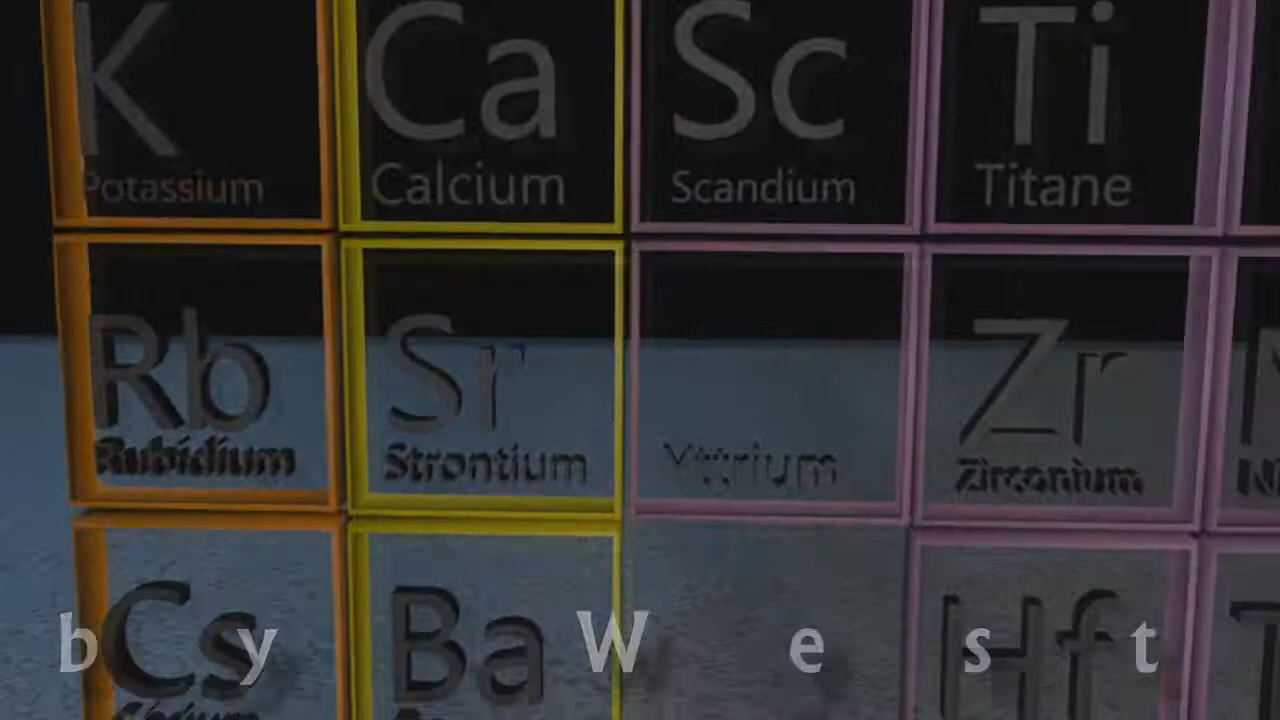 K Ca Sc Ti
Potassium Calcium Scandium Titane
Rb Sr Zr
Rubidium Strontium Yttrium Zirconium
Cs Ba Hf
b y W e s t